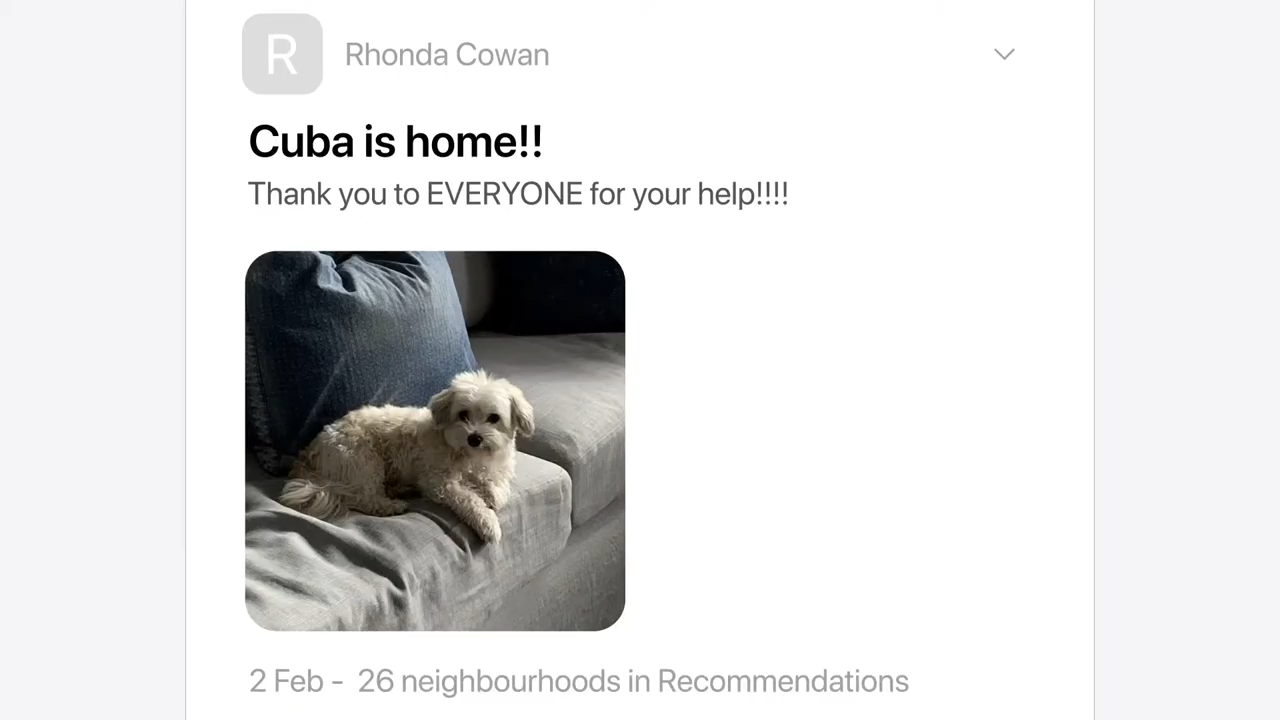 R
Rhonda Cowan
Cuba is home!!
Thank you to EVERYONE for your help!!!!
2 Feb - 26 neighbourhoods in Recommendations